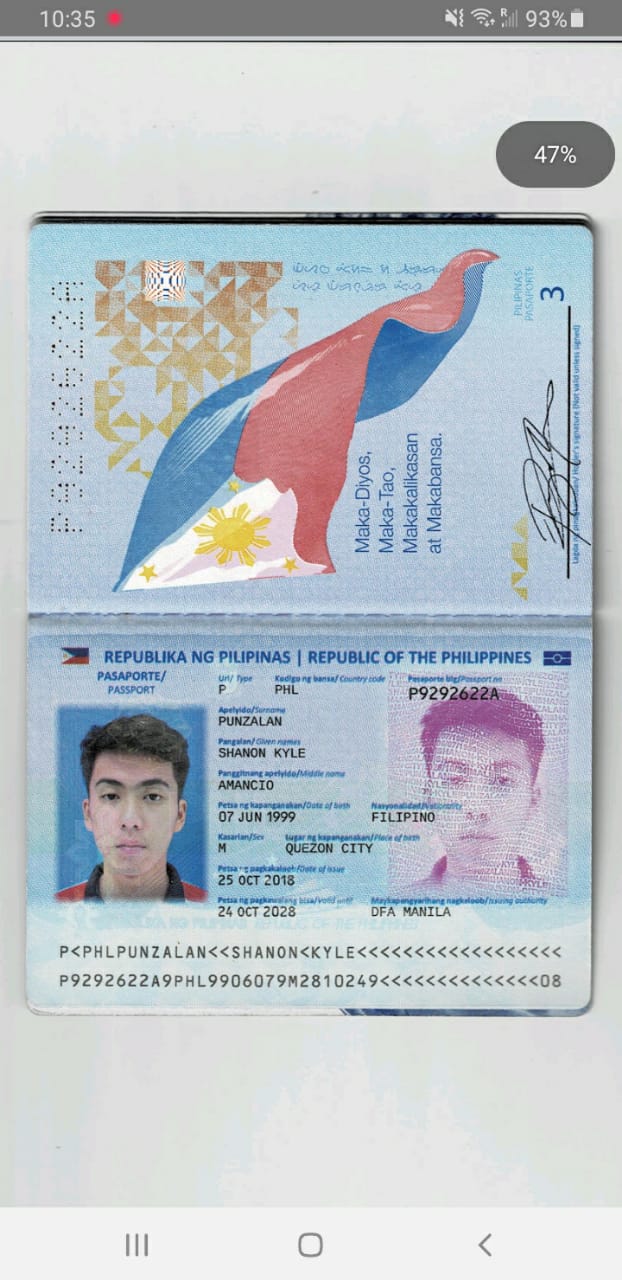 10:35
R
93%
47%
P9292622A
PILIPINAS
PASAPORTE
3
Maka-Diyos,
Maka-Tao,
Makakalikasan
at Makabansa.
Holder's signature (Not valid unless signed)
REPUBLIKA NG PILIPINAS | REPUBLIC OF THE PHILIPPINES
PASAPORTE/
PASSPORT
Uri/ Type
Kodigo ng bansa/ Country code
Pasaporte blg/Passport no
P
PHL
P9292622A
Apelyido/Surname
PUNZALAN
Pangalan/Given names
SHANON KYLE
Panggitnang apelyido/Middle name
AMANCIO
Petsa ng kapanganakan/Date of birth
Nasyonalidad/Nationality
07 JUN 1999
FILIPINO
Kasarian/Sex
Lugar ng kapanganakan/Place of birth
M
QUEZON CITY
Petsa ng pagkakaloob/Date of issue
25 OCT 2018
Petsa ng pagkawalang bisa/Valid until
Maykapangyarihang nagkaloob/Issuing authority
24 OCT 2028
DFA MANILA
P<PHLPUNZALAN<<SHANON<KYLE<<<<<<<<<<<<<<<<<<
P9292622A9PHL9906079M2810249<<<<<<<<<<<<<<08